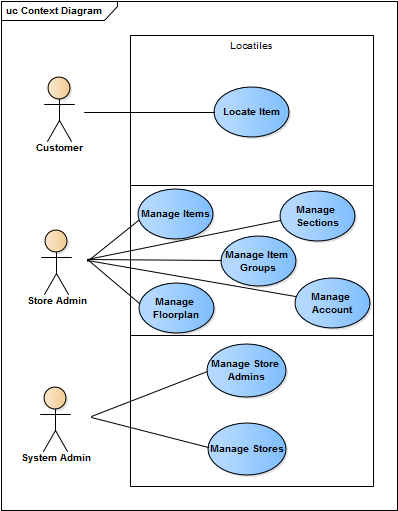 uc Context Diagram
Locatiles
Locate Item
Customer
Manage Items
Manage
Sections
Manage Item
Groups
Store Admin
Manage
Floorplan
Manage
Account
Manage Store
Admins
System Admin
Manage Stores